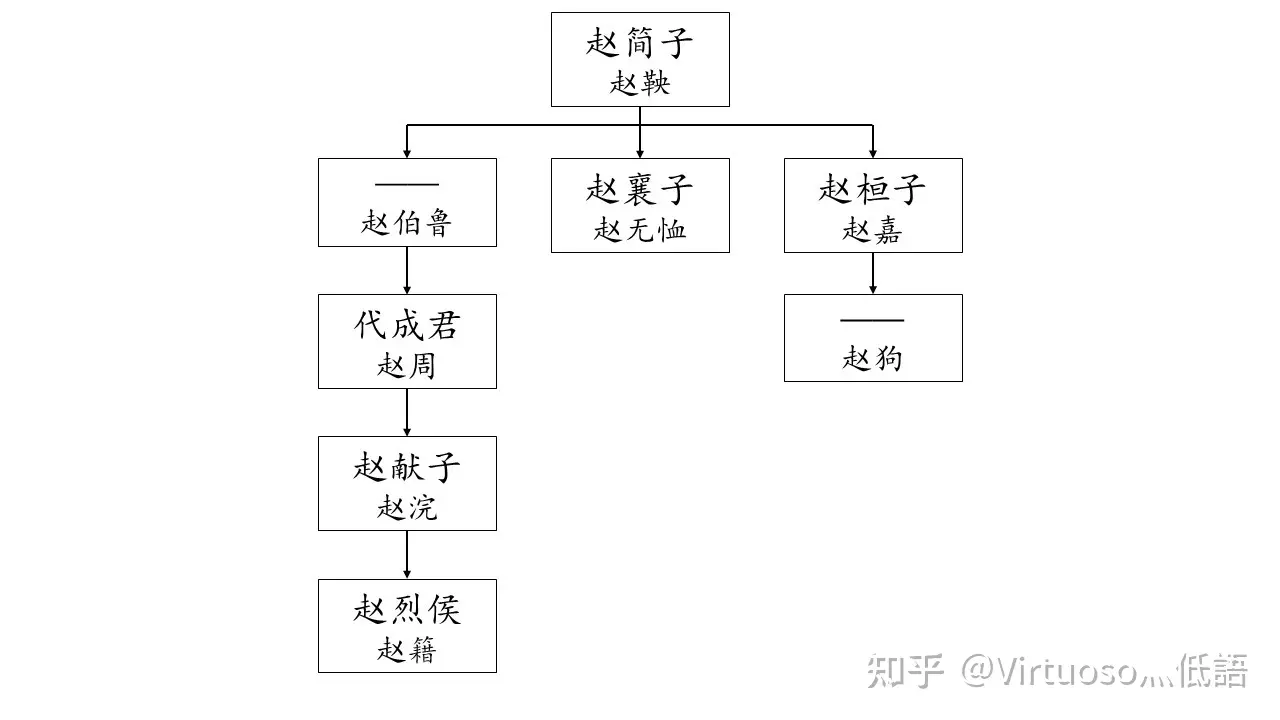 赵简子
赵鞅
——
赵伯鲁
赵襄子
赵无恤
赵桓子
赵嘉
代成君
赵周
——
赵狗
赵献子
赵浣
赵烈侯
赵籍
知乎 @Virtuoso灬低語